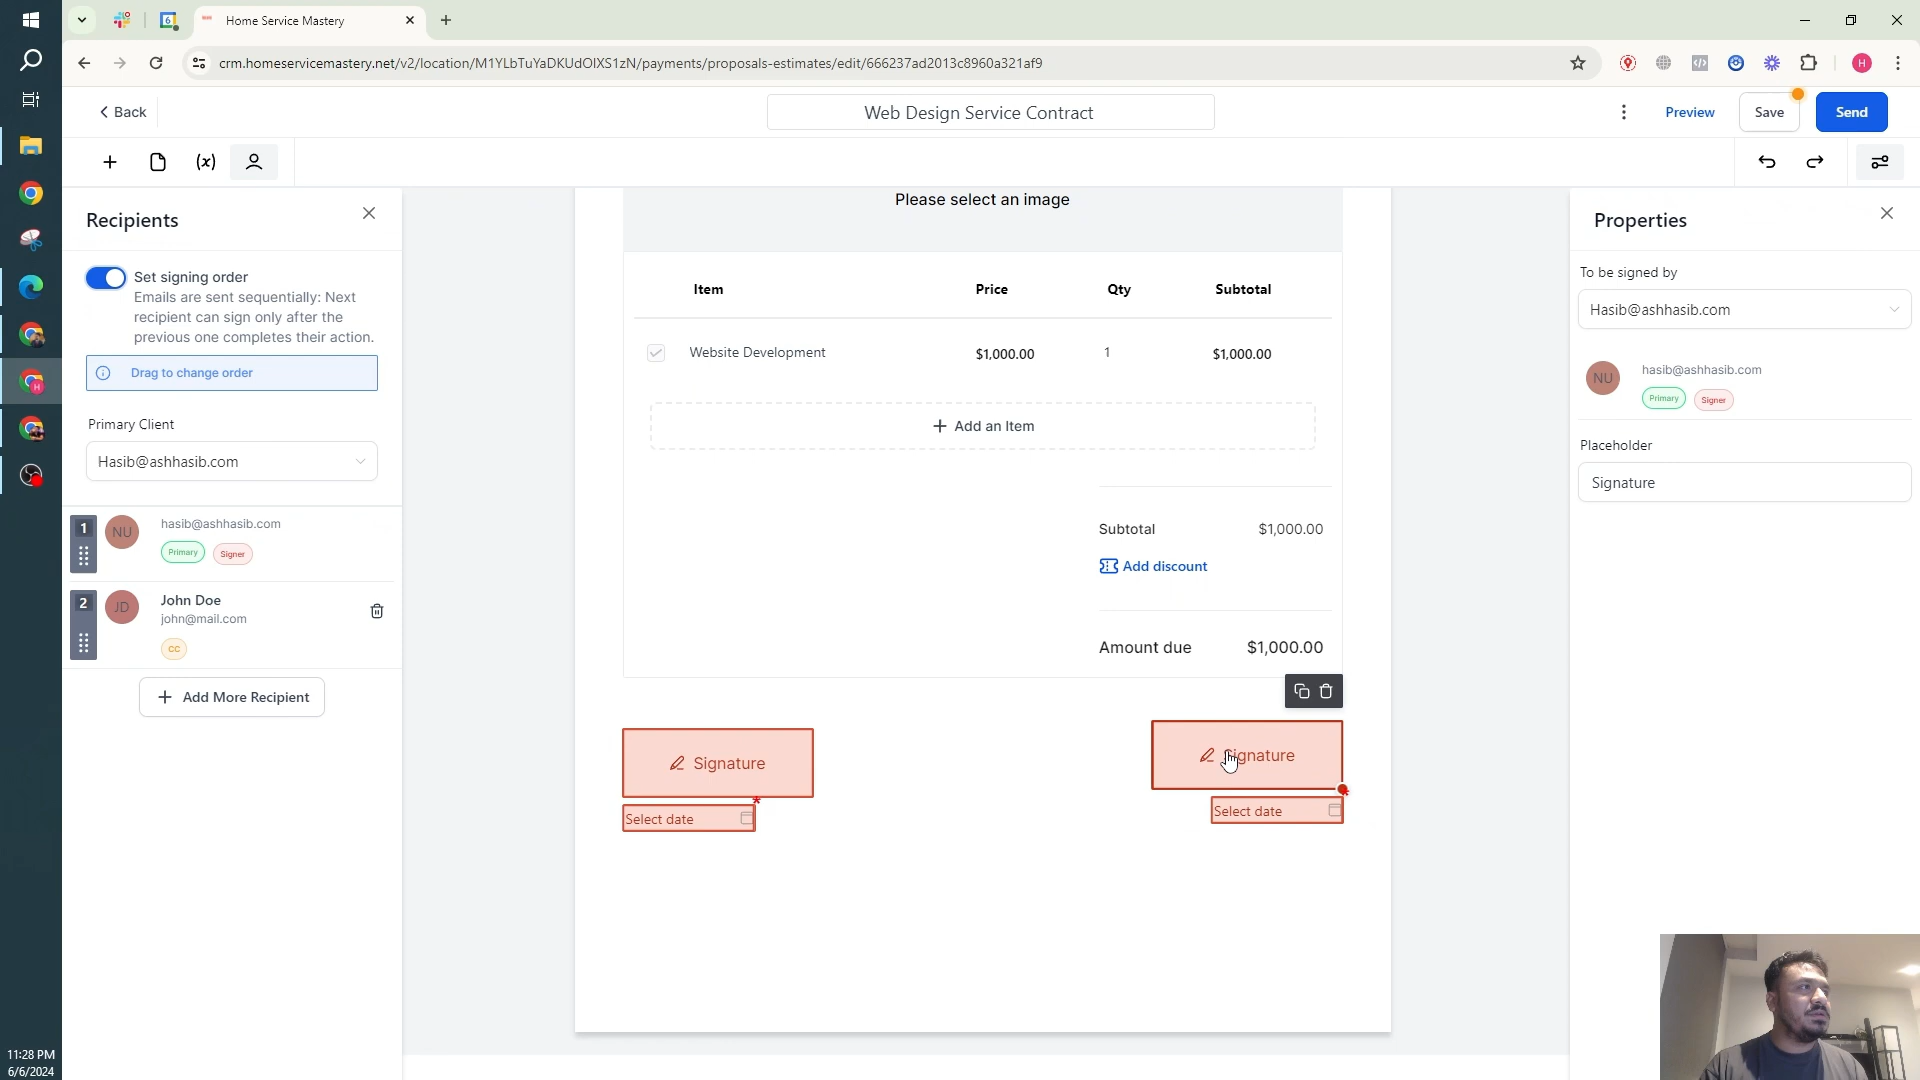 6
Home Service Mastery
crm.homeservicemastery.net/v2/location/M1YLbTuYaDKUdOIXS1zN/payments/proposals-estimates/edit/666237ad2013c8960a321af9
H
Back
Web Design Service Contract
Preview
Save
Send
(x)
Recipients
Set signing order
Emails are sent sequentially: Next
recipient can sign only after the
previous one completes their action.
Drag to change order
Primary Client
Hasib@ashhasib.com
1
NU
hasib@ashhasib.com
Primary
Signer
2
JD
John Doe
john@mail.com
CC
Add More Recipient
Please select an image
Item Price Qty Subtotal
Website Development $1,000.00 1 $1,000.00
Add an Item
Subtotal $1,000.00
Add discount
Amount due $1,000.00
Signature
Select date
*
Signature
Select date
*
Properties
To be signed by
Hasib@ashhasib.com
NU
hasib@ashhasib.com
Primary
Signer
Placeholder
Signature
H
11:28 PM
6/6/2024